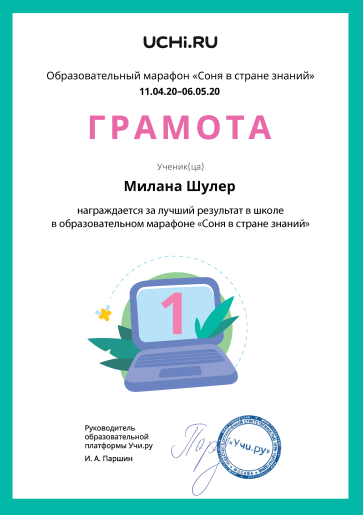 UCHi.RU
Образовательный марафон «Соня в стране знаний»
11.04.20–06.05.20
ГРАМОТА
Ученик(ца)
Милана Шулер
награждается за лучший результат в школе
в образовательном марафоне «Соня в стране знаний»
1
Руководитель
образовательной
платформы Учи.ру
И. А. Паршин
«Учи.ру»